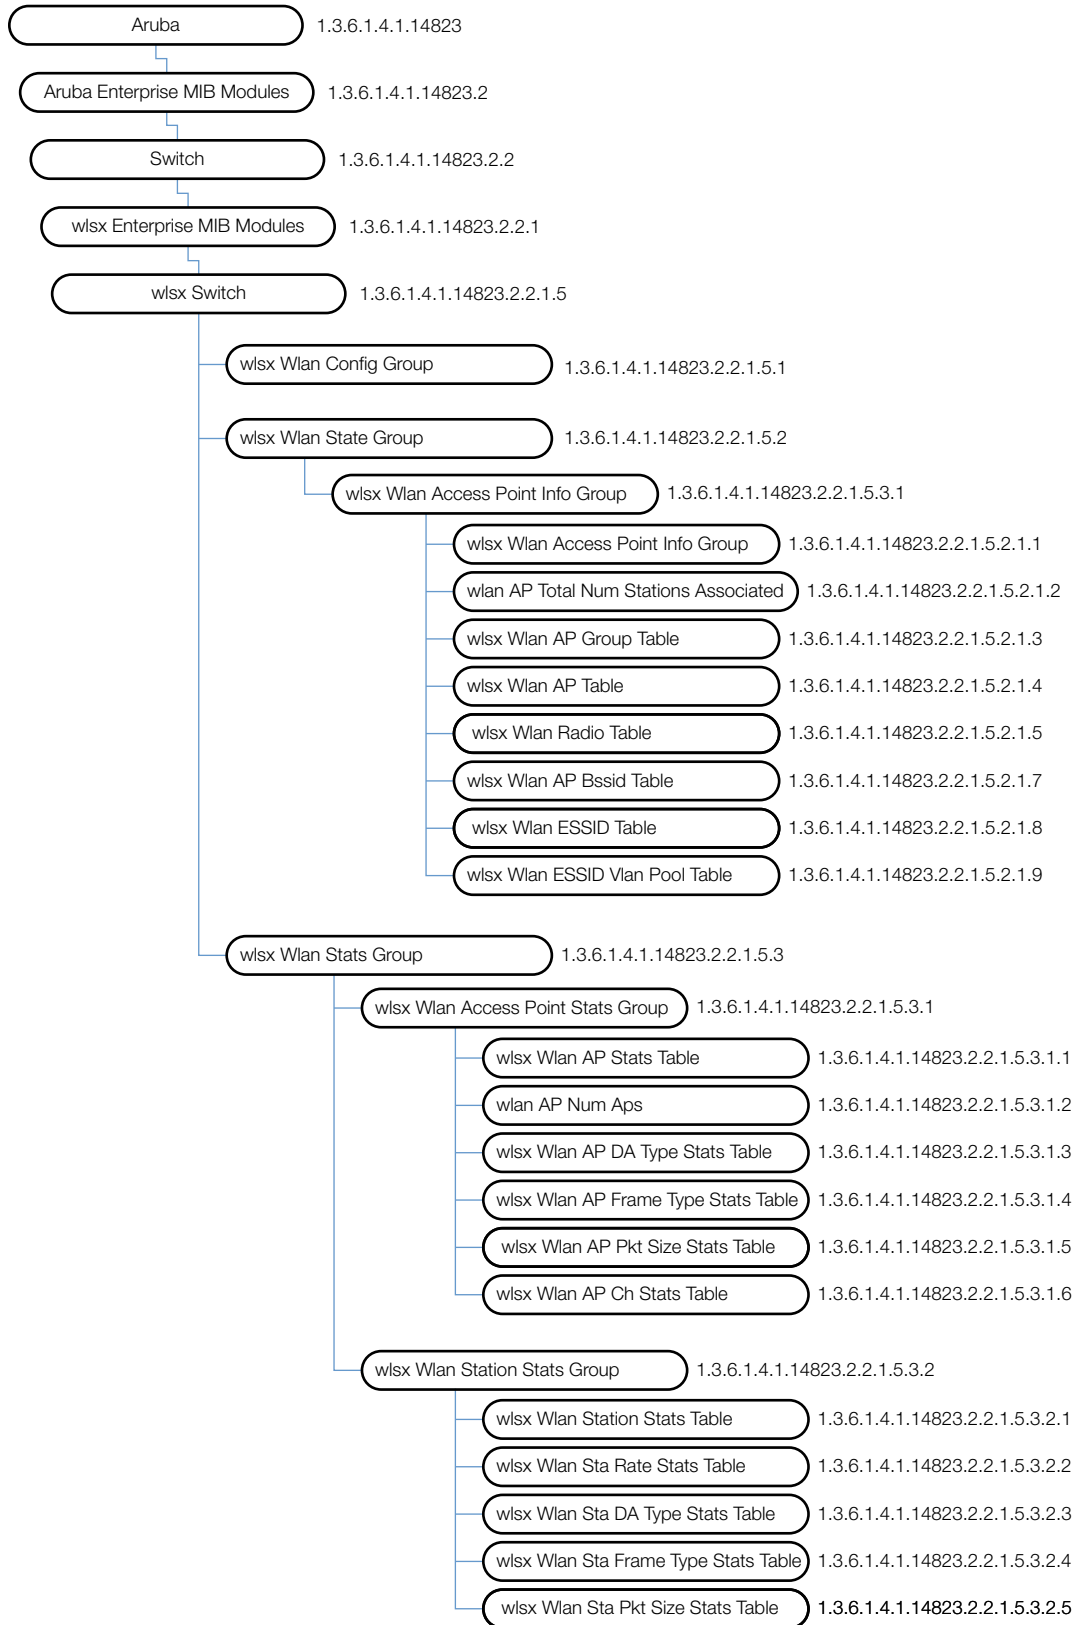 Aruba 1.3.6.1.4.1.14823
Aruba Enterprise MIB Modules 1.3.6.1.4.1.14823.2
Switch 1.3.6.1.4.1.14823.2.2
wlsx Enterprise MIB Modules 1.3.6.1.4.1.14823.2.2.1
wlsx Switch 1.3.6.1.4.1.14823.2.2.1.5
wlsx Wlan Config Group 1.3.6.1.4.1.14823.2.2.1.5.1
wlsx Wlan State Group 1.3.6.1.4.1.14823.2.2.1.5.2
wlsx Wlan Access Point Info Group 1.3.6.1.4.1.14823.2.2.1.5.3.1
wlsx Wlan Access Point Info Group 1.3.6.1.4.1.14823.2.2.1.5.2.1.1
wlan AP Total Num Stations Associated 1.3.6.1.4.1.14823.2.2.1.5.2.1.2
wlsx Wlan AP Group Table 1.3.6.1.4.1.14823.2.2.1.5.2.1.3
wlsx Wlan AP Table 1.3.6.1.4.1.14823.2.2.1.5.2.1.4
wlsx Wlan Radio Table 1.3.6.1.4.1.14823.2.2.1.5.2.1.5
wlsx Wlan AP Bssid Table 1.3.6.1.4.1.14823.2.2.1.5.2.1.7
wlsx Wlan ESSID Table 1.3.6.1.4.1.14823.2.2.1.5.2.1.8
wlsx Wlan ESSID Vlan Pool Table 1.3.6.1.4.1.14823.2.2.1.5.2.1.9
wlsx Wlan Stats Group 1.3.6.1.4.1.14823.2.2.1.5.3
wlsx Wlan Access Point Stats Group 1.3.6.1.4.1.14823.2.2.1.5.3.1
wlsx Wlan AP Stats Table 1.3.6.1.4.1.14823.2.2.1.5.3.1.1
wlan AP Num Aps 1.3.6.1.4.1.14823.2.2.1.5.3.1.2
wlsx Wlan AP DA Type Stats Table 1.3.6.1.4.1.14823.2.2.1.5.3.1.3
wlsx Wlan AP Frame Type Stats Table 1.3.6.1.4.1.14823.2.2.1.5.3.1.4
wlsx Wlan AP Pkt Size Stats Table 1.3.6.1.4.1.14823.2.2.1.5.3.1.5
wlsx Wlan AP Ch Stats Table 1.3.6.1.4.1.14823.2.2.1.5.3.1.6
wlsx Wlan Station Stats Group 1.3.6.1.4.1.14823.2.2.1.5.3.2
wlsx Wlan Station Stats Table 1.3.6.1.4.1.14823.2.2.1.5.3.2.1
wlsx Wlan Sta Rate Stats Table 1.3.6.1.4.1.14823.2.2.1.5.3.2.2
wlsx Wlan Sta DA Type Stats Table 1.3.6.1.4.1.14823.2.2.1.5.3.2.3
wlsx Wlan Sta Frame Type Stats Table 1.3.6.1.4.1.14823.2.2.1.5.3.2.4
wlsx Wlan Sta Pkt Size Stats Table 1.3.6.1.4.1.14823.2.2.1.5.3.2.5